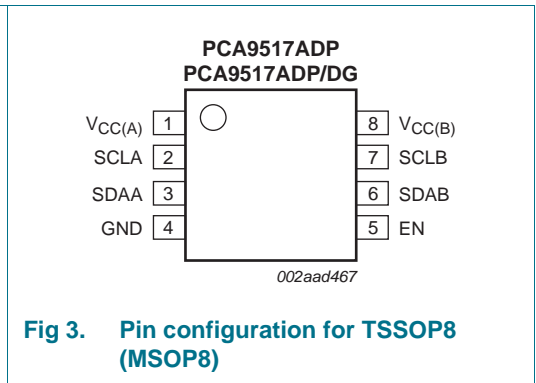 PCA9517ADP
PCA9517ADP/DG
VCC(A) 1 8 VCC(B)
SCLA 2 7 SCLB
SDAA 3 6 SDAB
GND 4 5 EN
002aad467
Fig 3. Pin configuration for TSSOP8
(MSOP8)